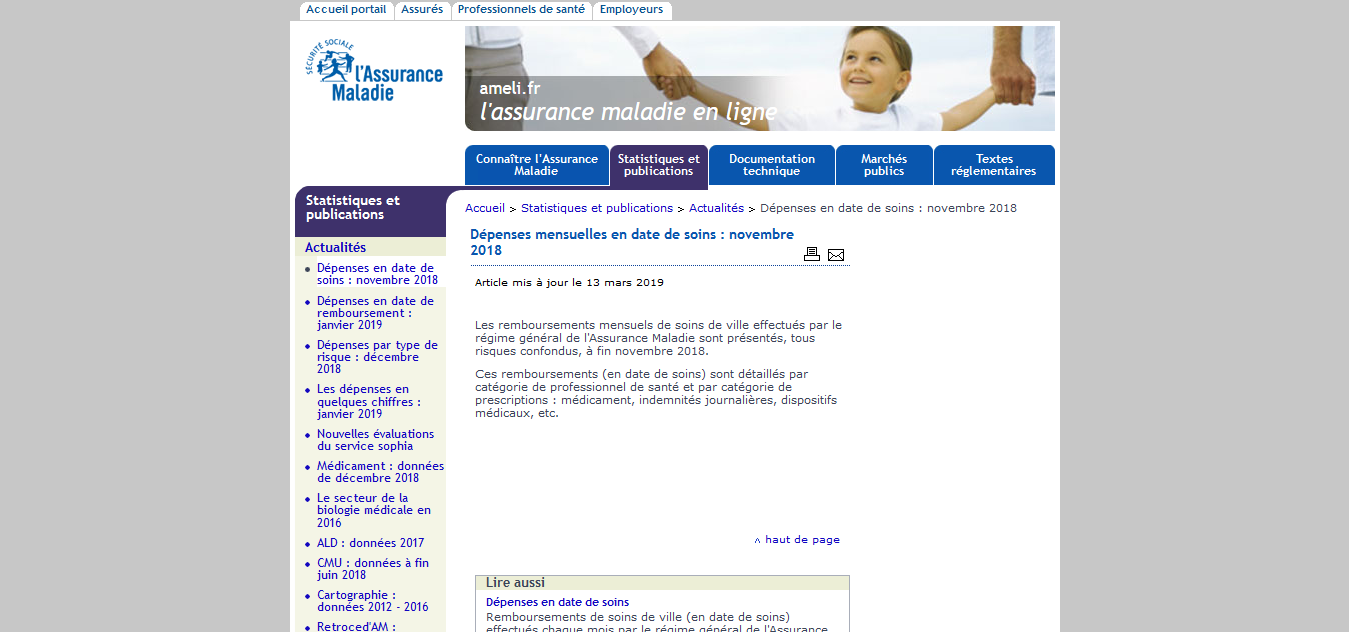 Accueil portail
Assurés
Professionnels de santé
Employeurs
SÉCURITÉ SOCIALE
l'Assurance
Maladie
ameli.fr
l'assurance maladie en ligne
Connaître l'Assurance
Maladie
Statistiques et
publications
Documentation
technique
Marchés
publics
Textes
réglementaires
Statistiques et
publications
Actualités
Dépenses en date de
soins : novembre 2018
Dépenses en date de
remboursement :
janvier 2019
Dépenses par type de
risque : décembre
2018
Les dépenses en
quelques chiffres :
janvier 2019
Nouvelles évaluations
du service sophia
Médicament : données
de décembre 2018
Le secteur de la
biologie médicale en
2016
ALD : données 2017
CMU : données à fin
juin 2018
Cartographie :
données 2012 - 2016
Retroced'AM :
Accueil > Statistiques et publications > Actualités > Dépenses en date de soins : novembre 2018
Dépenses mensuelles en date de soins : novembre
2018
Article mis à jour le 13 mars 2019
Les remboursements mensuels de soins de ville effectués par le
régime général de l'Assurance Maladie sont présentés, tous
risques confondus, à fin novembre 2018.
Ces remboursements (en date de soins) sont détaillés par
catégorie de professionnel de santé et par catégorie de
prescriptions : médicament, indemnités journalières, dispositifs
médicaux, etc.
^ haut de page
Lire aussi
Dépenses en date de soins
Remboursements de soins de ville (en date de soins)
effectués chaque mois par le régime général de l'Assurance